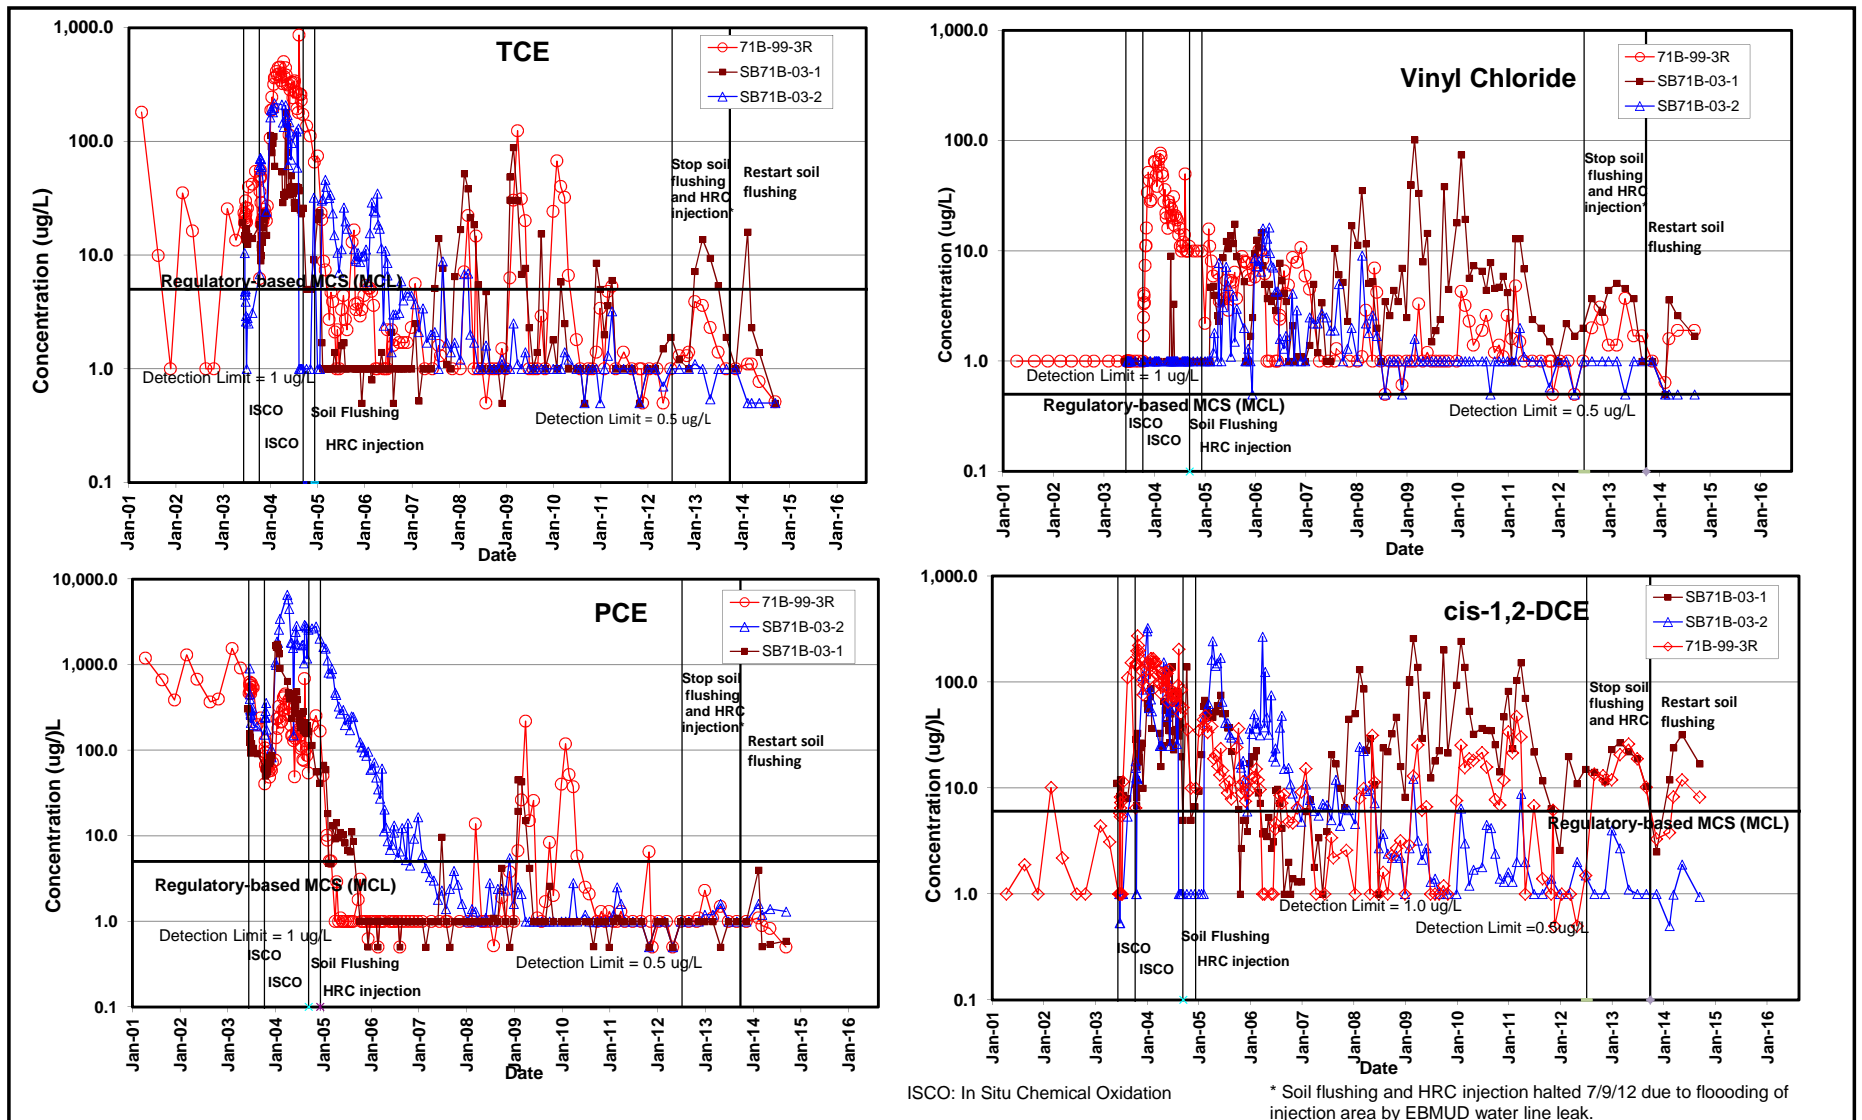 TCE
1,000.0
100.0
10.0
1.0
0.1
Concentration (ug/L)
71B-99-3R
SB71B-03-1
SB71B-03-2
Stop soil
flushing
and HRC
injection*
Restart soil
flushing
Regulatory-based MCS (MCL)
Detection Limit = 1 ug/L
ISCO
ISCO
Soil Flushing
HRC injection
Detection Limit = 0.5 ug/L
Jan-01
Jan-02
Jan-03
Jan-04
Jan-05
Jan-06
Jan-07
Jan-08
Jan-09
Jan-10
Jan-11
Jan-12
Jan-13
Jan-14
Jan-15
Jan-16
Date
Vinyl Chloride
1,000.0
100.0
10.0
1.0
0.1
Concentration (ug/L)
71B-99-3R
SB71B-03-1
SB71B-03-2
Stop soil
flushing
and HRC
injection*
Restart soil
flushing
Detection Limit = 1 ug/L
Regulatory-based MCS (MCL)
Detection Limit = 0.5 ug/L
ISCO
ISCO
Soil Flushing
HRC injection
Jan-01
Jan-02
Jan-03
Jan-04
Jan-05
Jan-06
Jan-07
Jan-08
Jan-09
Jan-10
Jan-11
Jan-12
Jan-13
Jan-14
Jan-15
Jan-16
Date
PCE
10,000.0
1,000.0
100.0
10.0
1.0
0.1
Concentration (ug/)L
71B-99-3R
SB71B-03-2
SB71B-03-1
Stop soil
flushing
and HRC
injection*
Restart soil
flushing
Regulatory-based MCS (MCL)
Detection Limit = 1 ug/L
ISCO
ISCO
Soil Flushing
HRC injection
Detection Limit = 0.5 ug/L
Jan-01
Jan-02
Jan-03
Jan-04
Jan-05
Jan-06
Jan-07
Jan-08
Jan-09
Jan-10
Jan-11
Jan-12
Jan-13
Jan-14
Jan-15
Jan-16
Date
cis-1,2-DCE
1,000.0
100.0
10.0
1.0
0.1
Concentration (ug/)L
SB71B-03-1
SB71B-03-2
71B-99-3R
Stop soil
flushing
and HRC
Restart soil
flushing
Regulatory-based MCS (MCL)
Detection Limit = 1.0 ug/L
Detection Limit =0.5ug/L
ISCO
ISCO
Soil Flushing
HRC injection
Jan-01
Jan-02
Jan-03
Jan-04
Jan-05
Jan-06
Jan-07
Jan-08
Jan-09
Jan-10
Jan-11
Jan-12
Jan-13
Jan-14
Jan-15
Jan-16
Date
ISCO: In Situ Chemical Oxidation
* Soil flushing and HRC injection halted 7/9/12 due to floooding of
injection area by EBMUD water line leak.